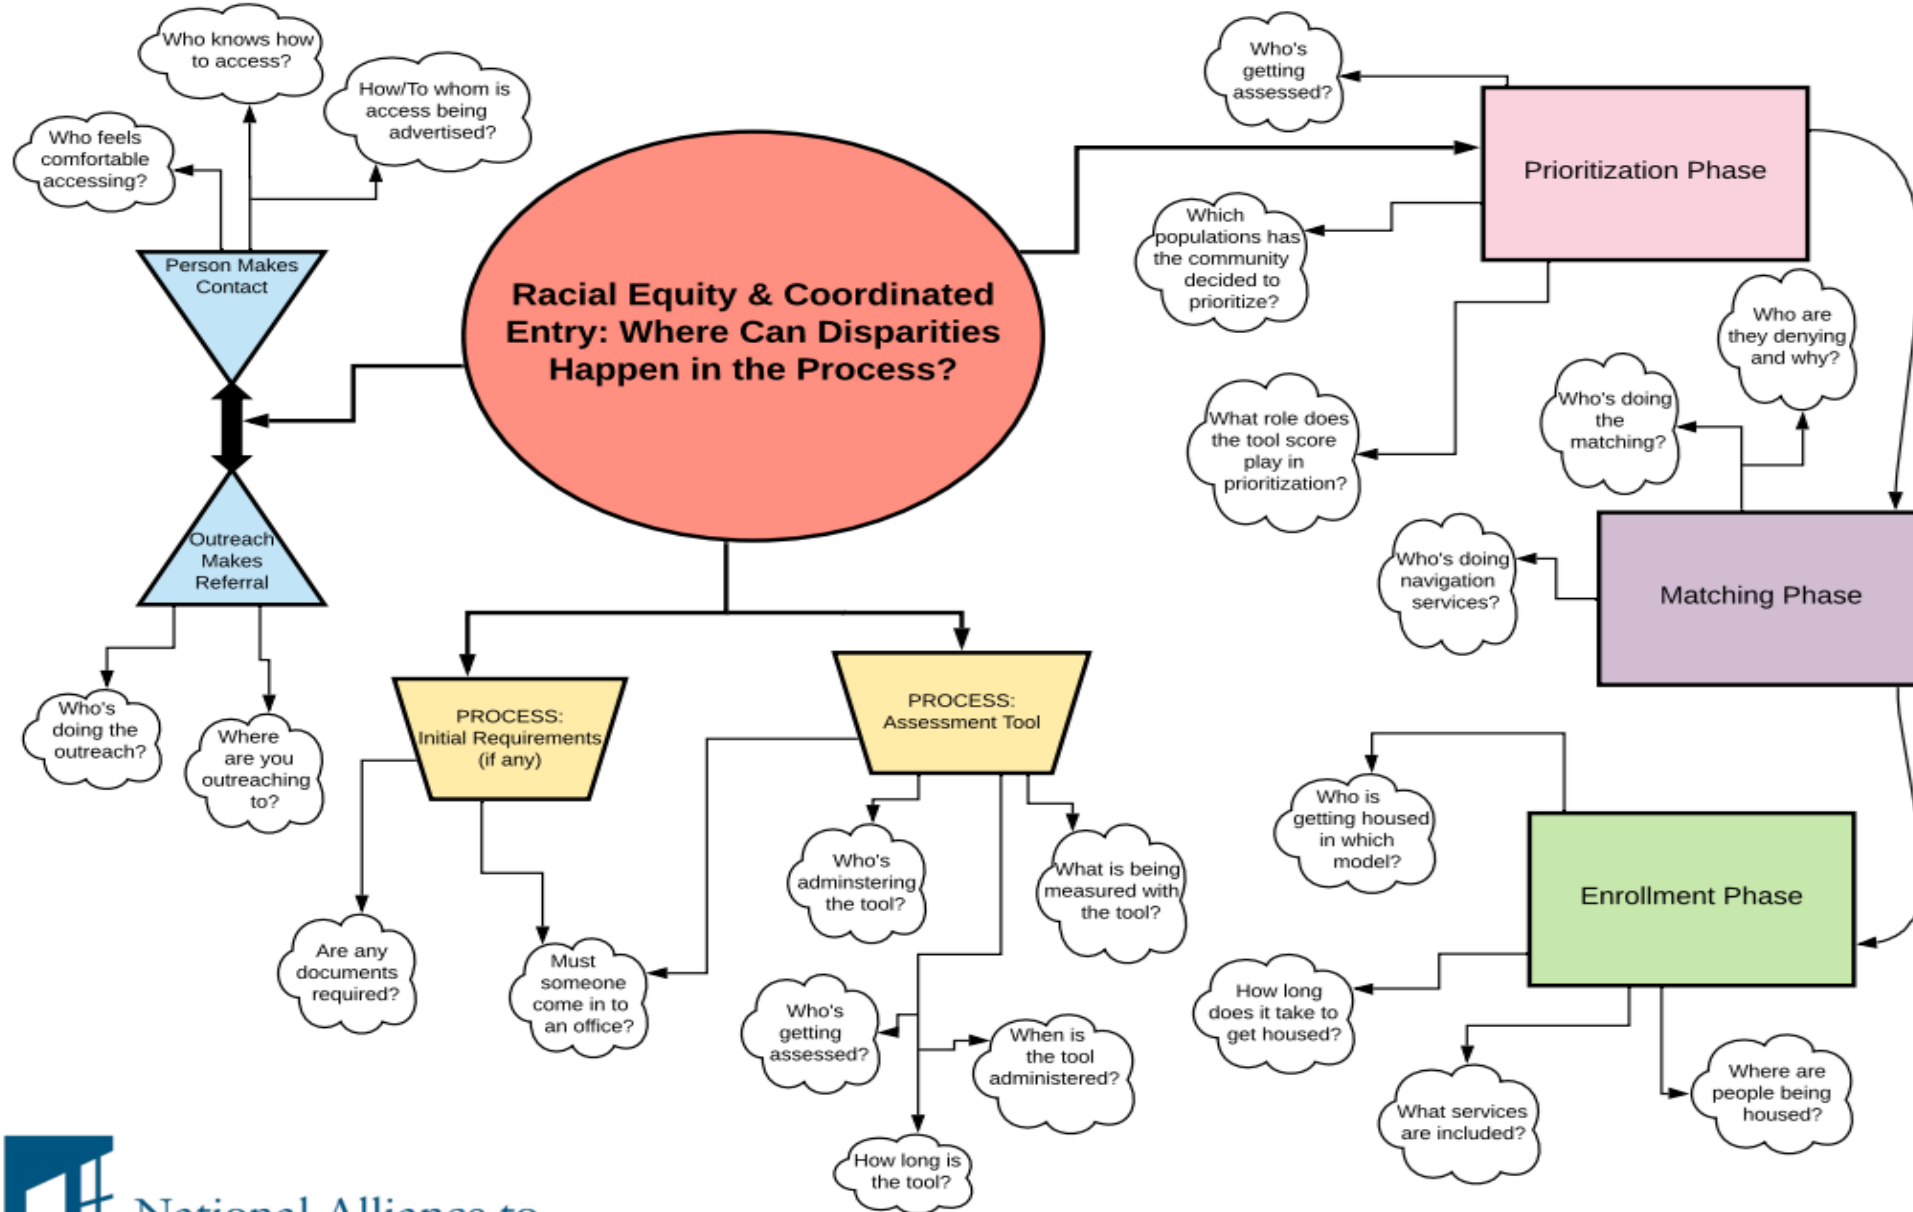 Who knows how
to access?
How/To whom is
access being
advertised?
Who feels
comfortable
accessing?
Person Makes
Contact
Outreach
Makes
Referral
Who's
doing the
outreach?
Where
are you
outreaching
to?
Racial Equity & Coordinated
Entry: Where Can Disparities
Happen in the Process?
PROCESS:
Initial Requirements
(if any)
Are any
documents
required?
Must
someone
come in to
an office?
PROCESS:
Assessment Tool
Who's
adminstering
the tool?
What is being
measured with
the tool?
Who's
getting
assessed?
When is
the tool
administered?
How long is
the tool?
Who's
getting
assessed?
Prioritization Phase
Which
populations has
the community
decided to
prioritize?
What role does
the tool score
play in
prioritization?
Who are
they denying
and why?
Who's doing
the
matching?
Who's doing
navigation
services?
Matching Phase
Who is
getting housed
in which
model?
Enrollment Phase
How long
does it take to
get housed?
What services
are included?
Where are
people being
housed?
National Alliance to